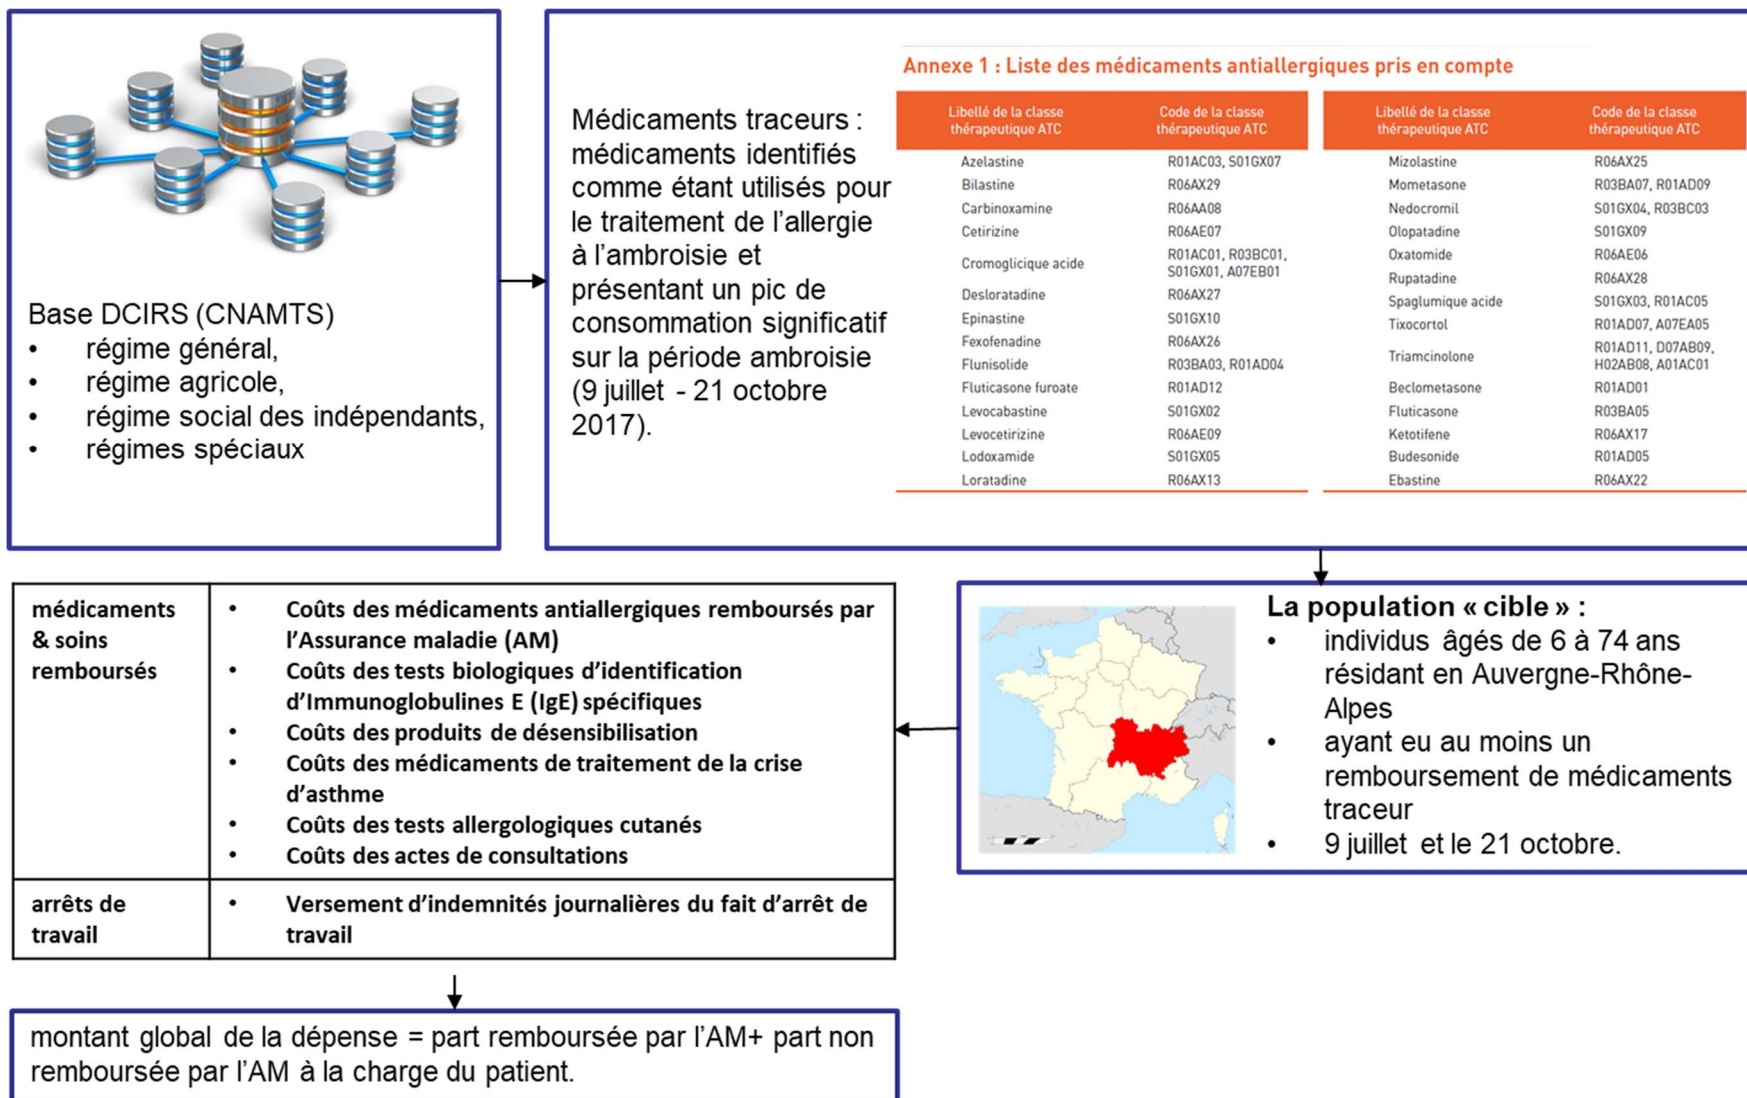 Base DCIRS (CNAMTS)
• régime général,
• régime agricole,
• régime social des indépendants,
• régimes spéciaux
Médicaments traceurs :
médicaments identifiés
comme étant utilisés pour
le traitement de l'allergie
à l'ambroisie et
présentant un pic de
consommation significatif
sur la période ambroisie
(9 juillet - 21 octobre
2017).
Annexe 1 : Liste des médicaments antiallergiques pris en compte
Libellé de la classe thérapeutique ATC Code de la classe thérapeutique ATC
Azelastine R01AC03, S01GX07
Bilastine R06AX29
Carbinoxamine R06AA08
Cetirizine R06AE07
Cromoglicique acide R01AC01, R03BC01, S01GX01, A07EB01
Desloratadine R06AX27
Epinastine S01GX10
Fexofenadine R06AX26
Flunisolide R03BA03, R01AD04
Fluticasone furoate R01AD12
Levocabastine S01GX02
Levocetirizine R06AE09
Lodoxamide S01GX05
Loratadine R06AX13
Libellé de la classe thérapeutique ATC Code de la classe thérapeutique ATC
Mizolastine R06AX25
Mometasone R03BA07, R01AD09
Nedocromil S01GX04, R03BC03
Olopatadine S01GX09
Oxatomide R06AE06
Rupatadine R06AX28
Spaglumique acide S01GX03, R01AC05
Tixocortol R01AD07, A07EA05
Triamcinolone R01AD11, D07AB09, H02AB08, A01AC01
Beclometasone R01AD01
Fluticasone R03BA05
Ketotifene R06AX17
Budesonide R01AD05
Ebastine R06AX22
La population « cible » :
• individus âgés de 6 à 74 ans
résidant en Auvergne-Rhône-
Alpes
• ayant eu au moins un
remboursement de médicaments
traceur
• 9 juillet et le 21 octobre.
médicaments
& soins
remboursés
• Coûts des médicaments antiallergiques remboursés par
l'Assurance maladie (AM)
• Coûts des tests biologiques d'identification
d'Immunoglobulines E (IgE) spécifiques
• Coûts des produits de désensibilisation
• Coûts des médicaments de traitement de la crise
d'asthme
• Coûts des tests allergologiques cutanés
• Coûts des actes de consultations
arrêts de
travail
• Versement d'indemnités journalières du fait d'arrêt de
travail
montant global de la dépense = part remboursée par l'AM+ part non
remboursée par l'AM à la charge du patient.